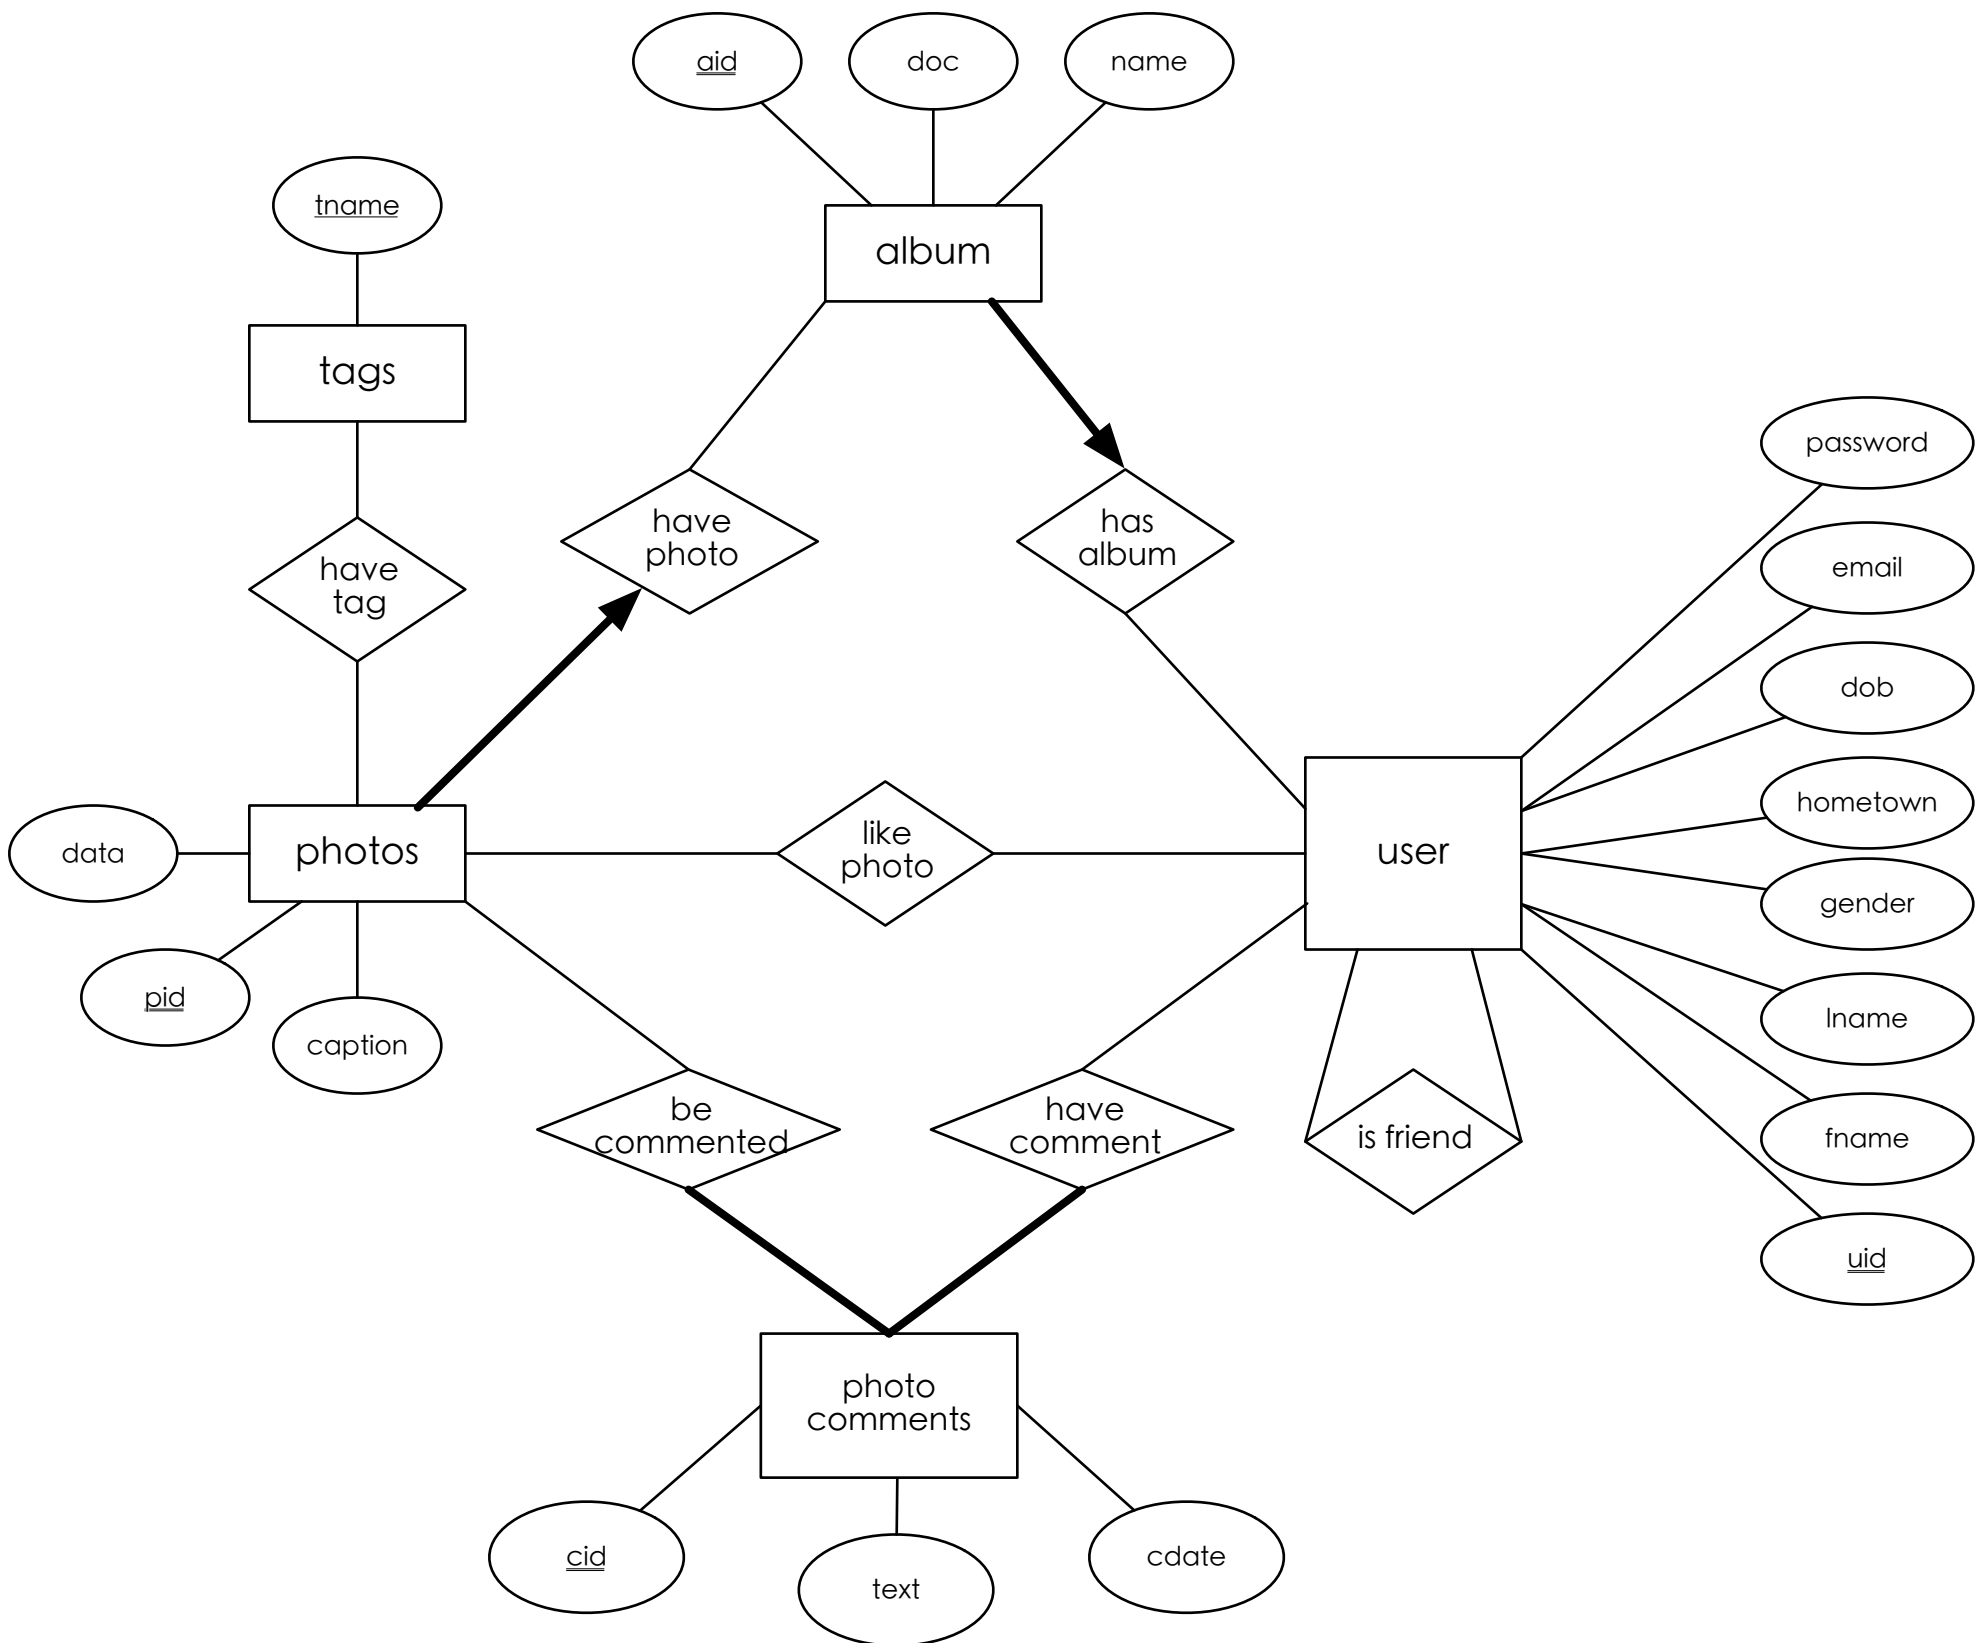 aid
doc
name
tname
album
tags
password
have
photo
has
album
email
have
tag
dob
hometown
data
photos
like
photo
user
gender
pid
caption
lname
be
commented
have
comment
is friend
fname
uid
photo
comments
cid
text
cdate